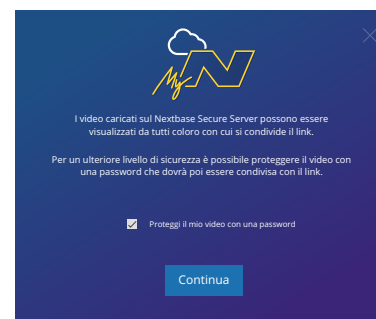 My N
I video caricati sul Nextbase Secure Server possono essere
visualizzati da tutti coloro con cui si condivide il link.
Per un ulteriore livello di sicurezza è possibile proteggere il video con
una password che dovrà poi essere condivisa con il link.
Proteggi il mio video con una password
Continua